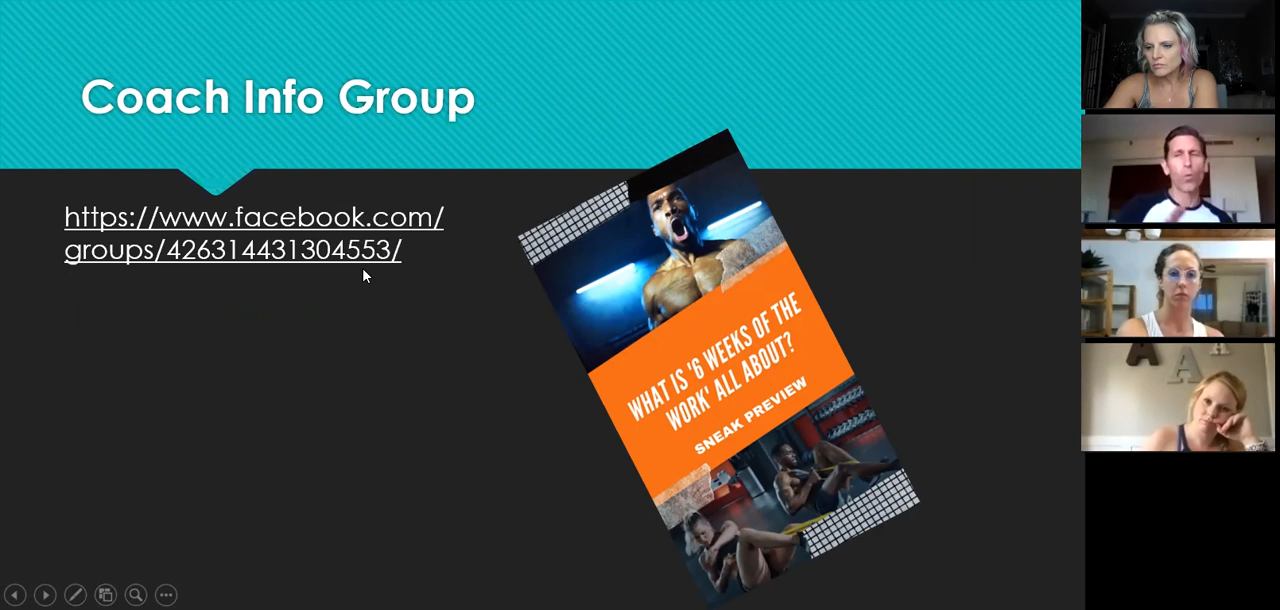 Coach Info Group
https://www.facebook.com/
groups/426314431304553/
WHAT IS '6 WEEKS OF THE
WORK' ALL ABOUT?
SNEAK PREVIEW
A A A